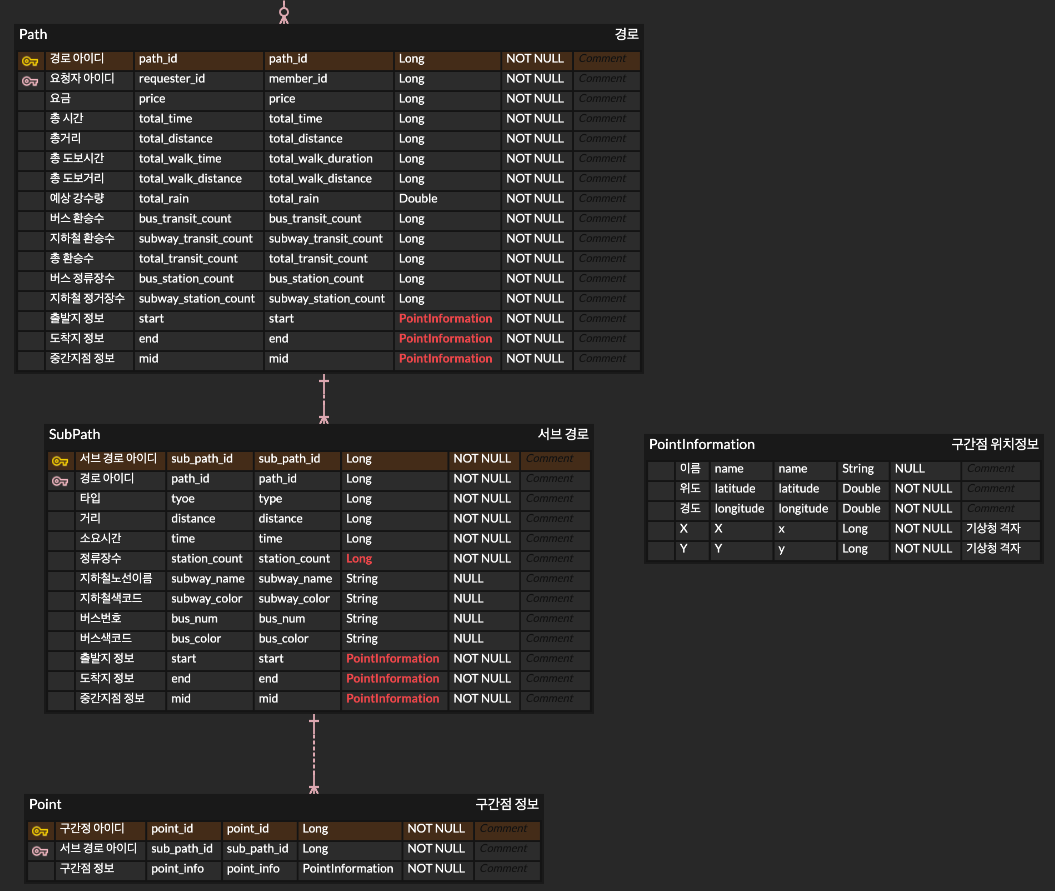 Path 경로
경로 아이디 path_id path_id Long NOT NULL Comment
요청자 아이디 requester_id member_id Long NOT NULL Comment
요금 price price Long NOT NULL Comment
총 시간 total_time total_time Long NOT NULL Comment
총거리 total_distance total_distance Long NOT NULL Comment
총 도보시간 total_walk_time total_walk_duration Long NOT NULL Comment
총 도보거리 total_walk_distance total_walk_distance Long NOT NULL Comment
예상 강수량 total_rain total_rain Double NOT NULL Comment
버스 환승수 bus_transit_count bus_transit_count Long NOT NULL Comment
지하철 환승수 subway_transit_count subway_transit_count Long NOT NULL Comment
총 환승수 total_transit_count total_transit_count Long NOT NULL Comment
버스 정류장수 bus_station_count bus_station_count Long NOT NULL Comment
지하철 정거장수 subway_station_count subway_station_count Long NOT NULL Comment
출발지 정보 start start PointInformation NOT NULL Comment
도착지 정보 end end PointInformation NOT NULL Comment
중간지점 정보 mid mid PointInformation NOT NULL Comment
SubPath 서브 경로
서브 경로 아이디 sub_path_id sub_path_id Long NOT NULL Comment
경로 아이디 path_id path_id Long NOT NULL Comment
타입 tyoe type Long NOT NULL Comment
거리 distance distance Long NOT NULL Comment
소요시간 time time Long NOT NULL Comment
정류장수 station_count station_count Long NOT NULL Comment
지하철노선이름 subway_name subway_name String NULL Comment
지하철색코드 subway_color subway_color String NULL Comment
버스번호 bus_num bus_num String NULL Comment
버스색코드 bus_color bus_color String NULL Comment
출발지 정보 start start PointInformation NOT NULL Comment
도착지 정보 end end PointInformation NOT NULL Comment
중간지점 정보 mid mid PointInformation NOT NULL Comment
PointInformation 구간점 위치정보
이름 name name String NULL Comment
위도 latitude latitude Double NOT NULL Comment
경도 longitude longitude Double NOT NULL Comment
X X x Long NOT NULL 기상청 격자
Y Y y Long NOT NULL 기상청 격자
Point 구간점 정보
구간정 아이디 point_id point_id Long NOT NULL Comment
서브 경로 아이디 sub_path_id sub_path_id Long NOT NULL Comment
구간점 정보 point_info point_info PointInformation NOT NULL Comment